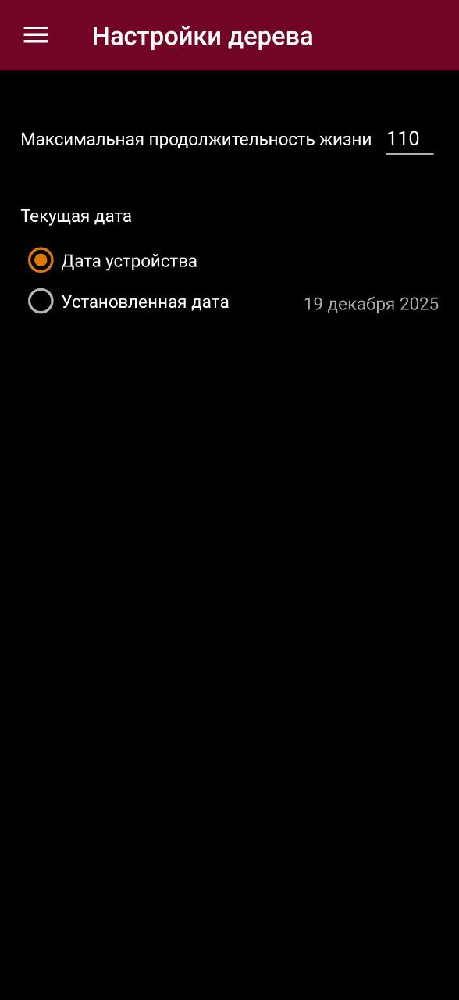 Настройки дерева
Максимальная продолжительность жизни 110
Текущая дата
Дата устройства
Установленная дата 19 декабря 2025